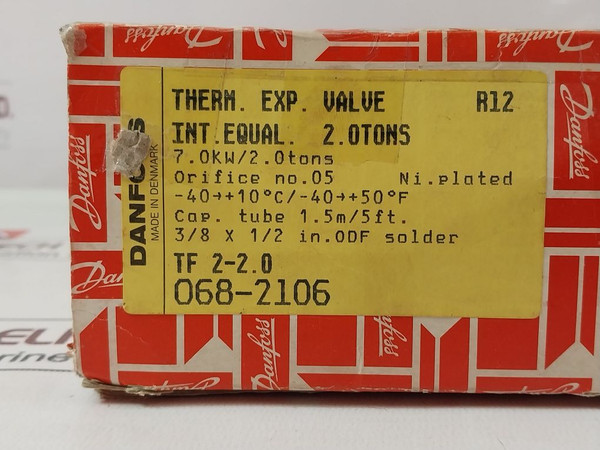 THERM. EXP. VALVE R12
INT.EQUAL. 2.0TONS
7.0KW/2.0tons
Orifice no.05 Ni.plated
-40→+10°C/-40→+50°F
Cap. tube 1.5m/5ft.
3/8 X 1/2 in.ODF solder
TF 2-2.0
068-2106
DANFOSS
MADE IN DENMARK
Danfoss
Danfoss
Danfoss
Danfoss
Danfoss
Danfoss
Danfoss